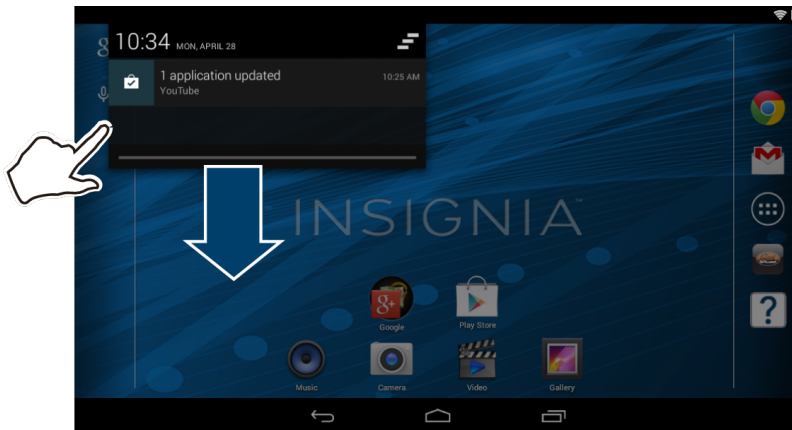 10:34 MON, APRIL 28
1 application updated
10:25 AM
YouTube
INSIGNIA™
Google
Play Store
Music
Camera
Video
Gallery